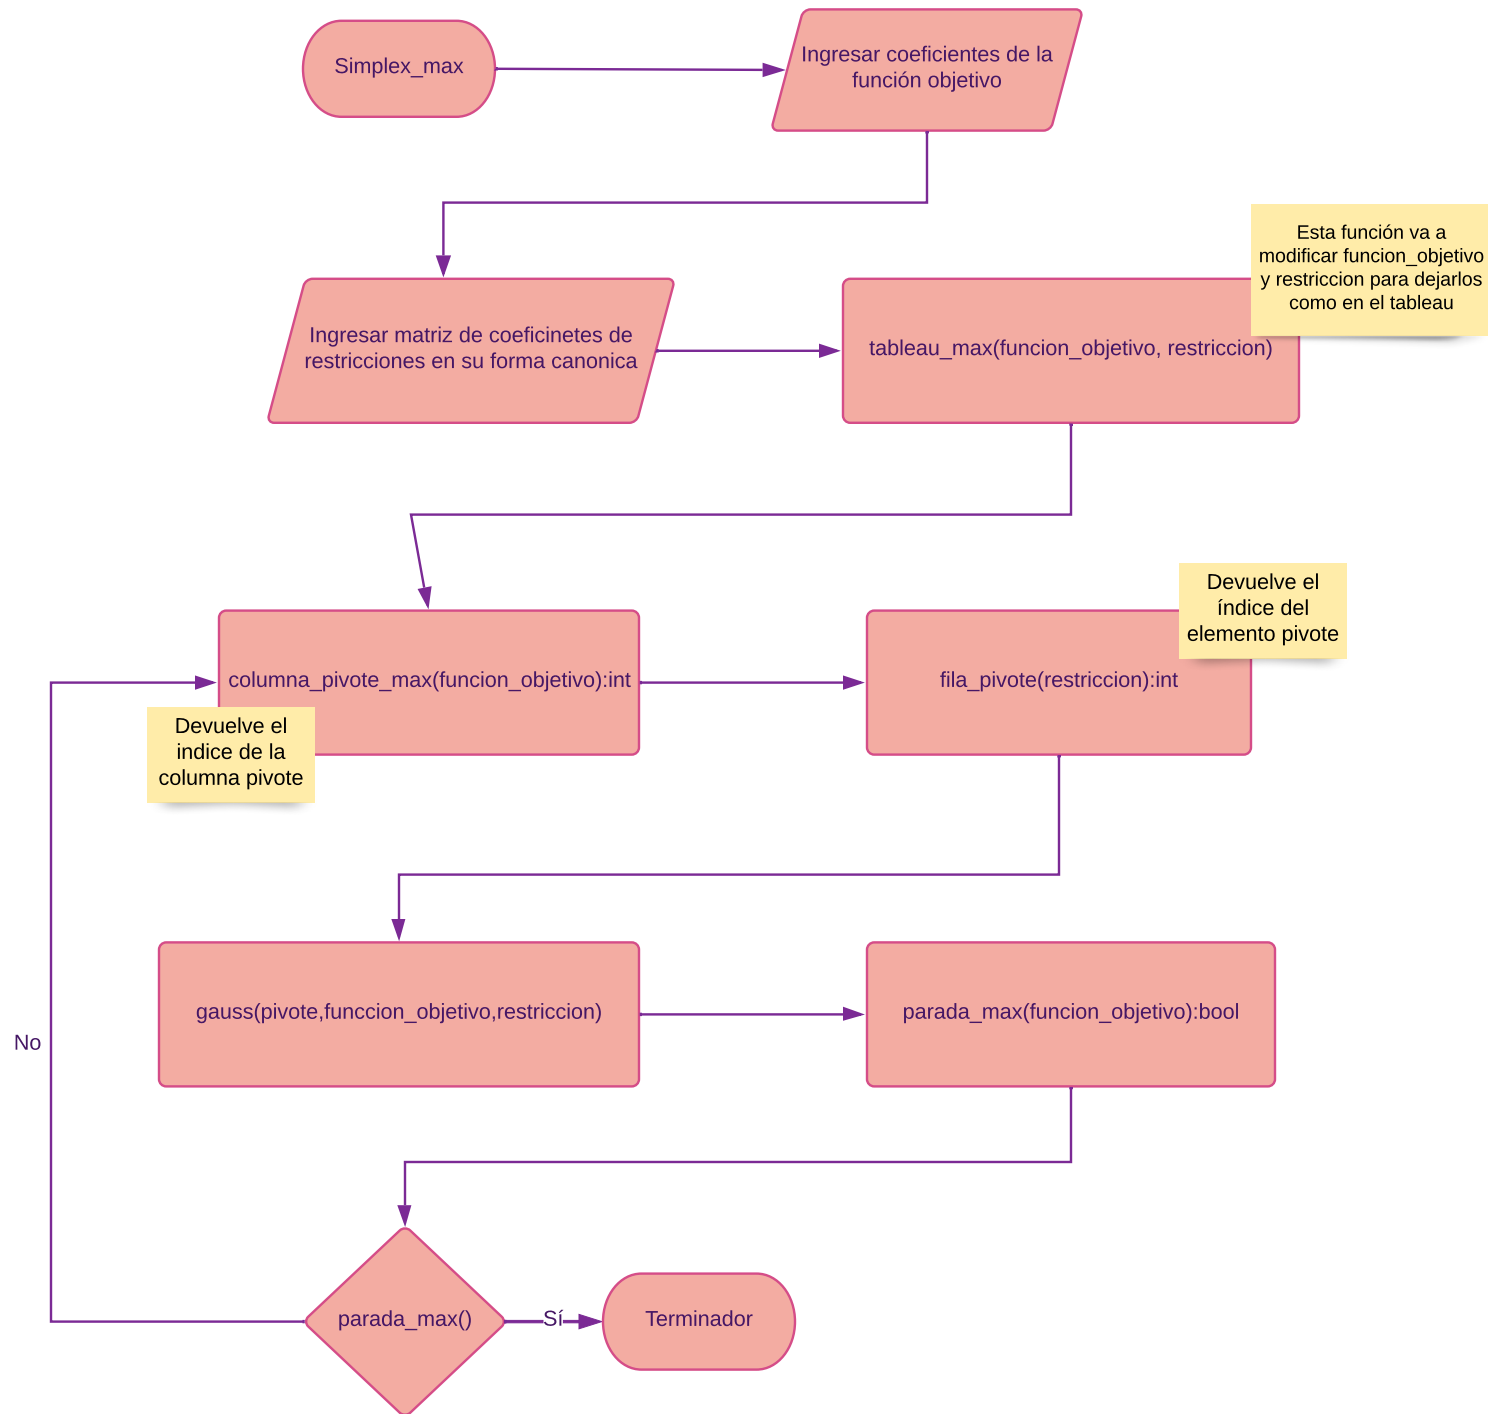 Simplex_max
Ingresar coeficientes de la
función objetivo
Esta función va a
modificar funcion_objetivo
y restriccion para dejarlos
como en el tableau
Ingresar matriz de coeficinetes de
restricciones en su forma canonica
tableau_max(funcion_objetivo, restriccion)
Devuelve el
índice del
elemento pivote
columna_pivote_max(funcion_objetivo):int
fila_pivote(restriccion):int
Devuelve el
indice de la
columna pivote
gauss(pivote,funccion_objetivo,restriccion)
parada_max(funcion_objetivo):bool
No
parada_max()
Sí
Terminador